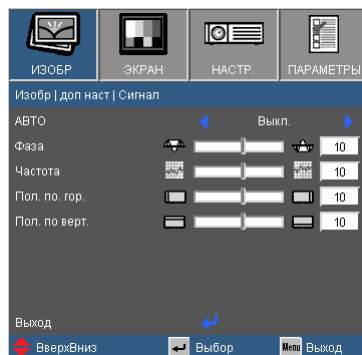 ИЗОБР ЭКРАН НАСТР. ПАРАМЕТРЫ
Изобр | доп наст | Сигнал
АВТО Выкл.
Фаза 10
Частота 10
Пол. по. гор. 10
Пол. по верт. 10
Выход
ВверхВниз Выбор Menu Выход